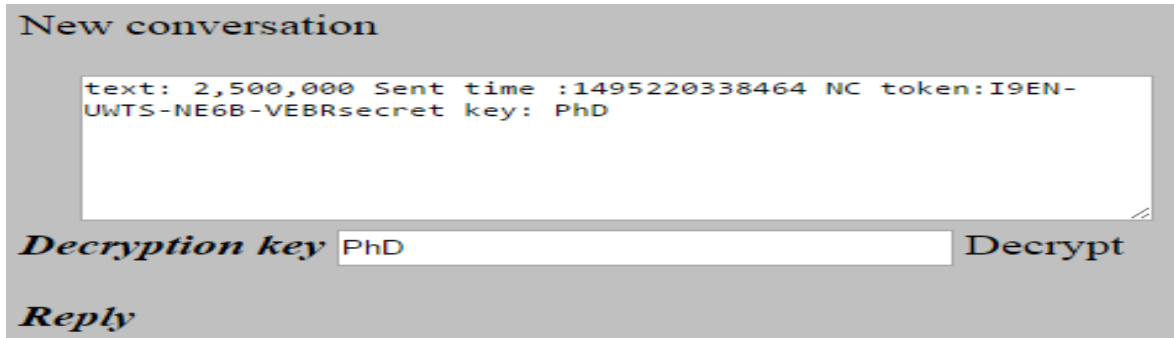 New conversation
text: 2,500,000 Sent time :1495220338464 NC token:I9EN-
UWTS-NE6B-VEBRsecret key: PhD
Decryption key PhD Decrypt
Reply